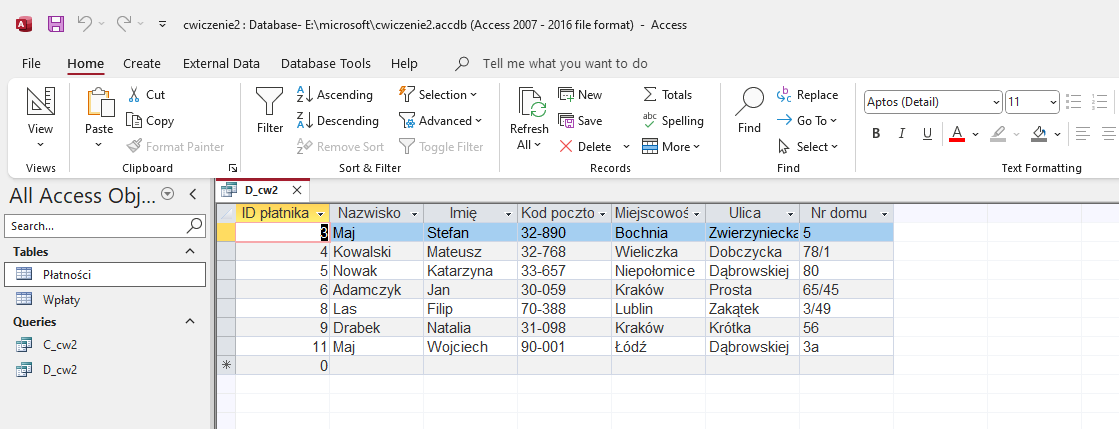 cwiczenie2 : Database- E:\microsoft\cwiczenie2.accdb (Access 2007 - 2016 file format) - Access
File Home Create External Data Database Tools Help Tell me what you want to do
View
Views
Paste
Cut
Copy
Format Painter
Clipboard
Filter
Ascending
Descending
Remove Sort
Selection
Advanced
Toggle Filter
Sort & Filter
Refresh
All
New
Save
Delete
Totals
Spelling
More
Records
Find
Replace
Go To
Select
Find
Aptos (Detail) 11
B I U A
Text Formatting
All Access Obj...
Search...
Tables
Płatności
Wpłaty
Queries
C_cw2
D_cw2
D_cw2
ID płatnika Nazwisko Imię Kod poczto Miejscowoś Ulica Nr domu
3 Maj Stefan 32-890 Bochnia Zwierzyniecka 5
4 Kowalski Mateusz 32-768 Wieliczka Dobczycka 78/1
5 Nowak Katarzyna 33-657 Niepołomice Dąbrowskiej 80
6 Adamczyk Jan 30-059 Kraków Prosta 65/45
8 Las Filip 70-388 Lublin Zakątek 3/49
9 Drabek Natalia 31-098 Kraków Krótka 56
11 Maj Wojciech 90-001 Łódź Dąbrowskiej 3a
* 0